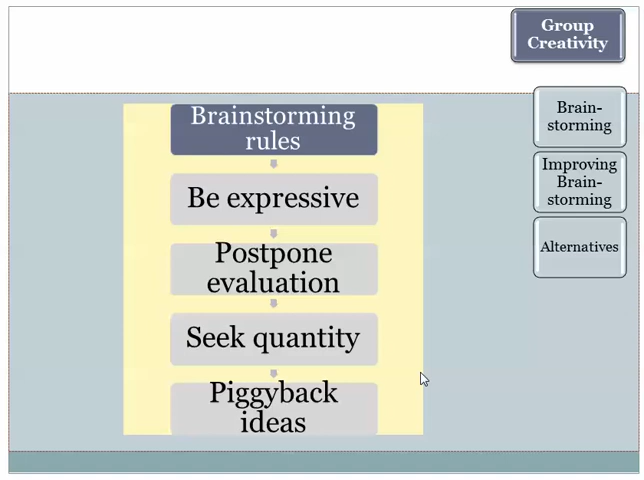 Group
Creativity
Brainstorming
rules
Be expressive
Postpone
evaluation
Seek quantity
Piggyback
ideas
Brain-
storming
Improving
Brain-
storming
Alternatives